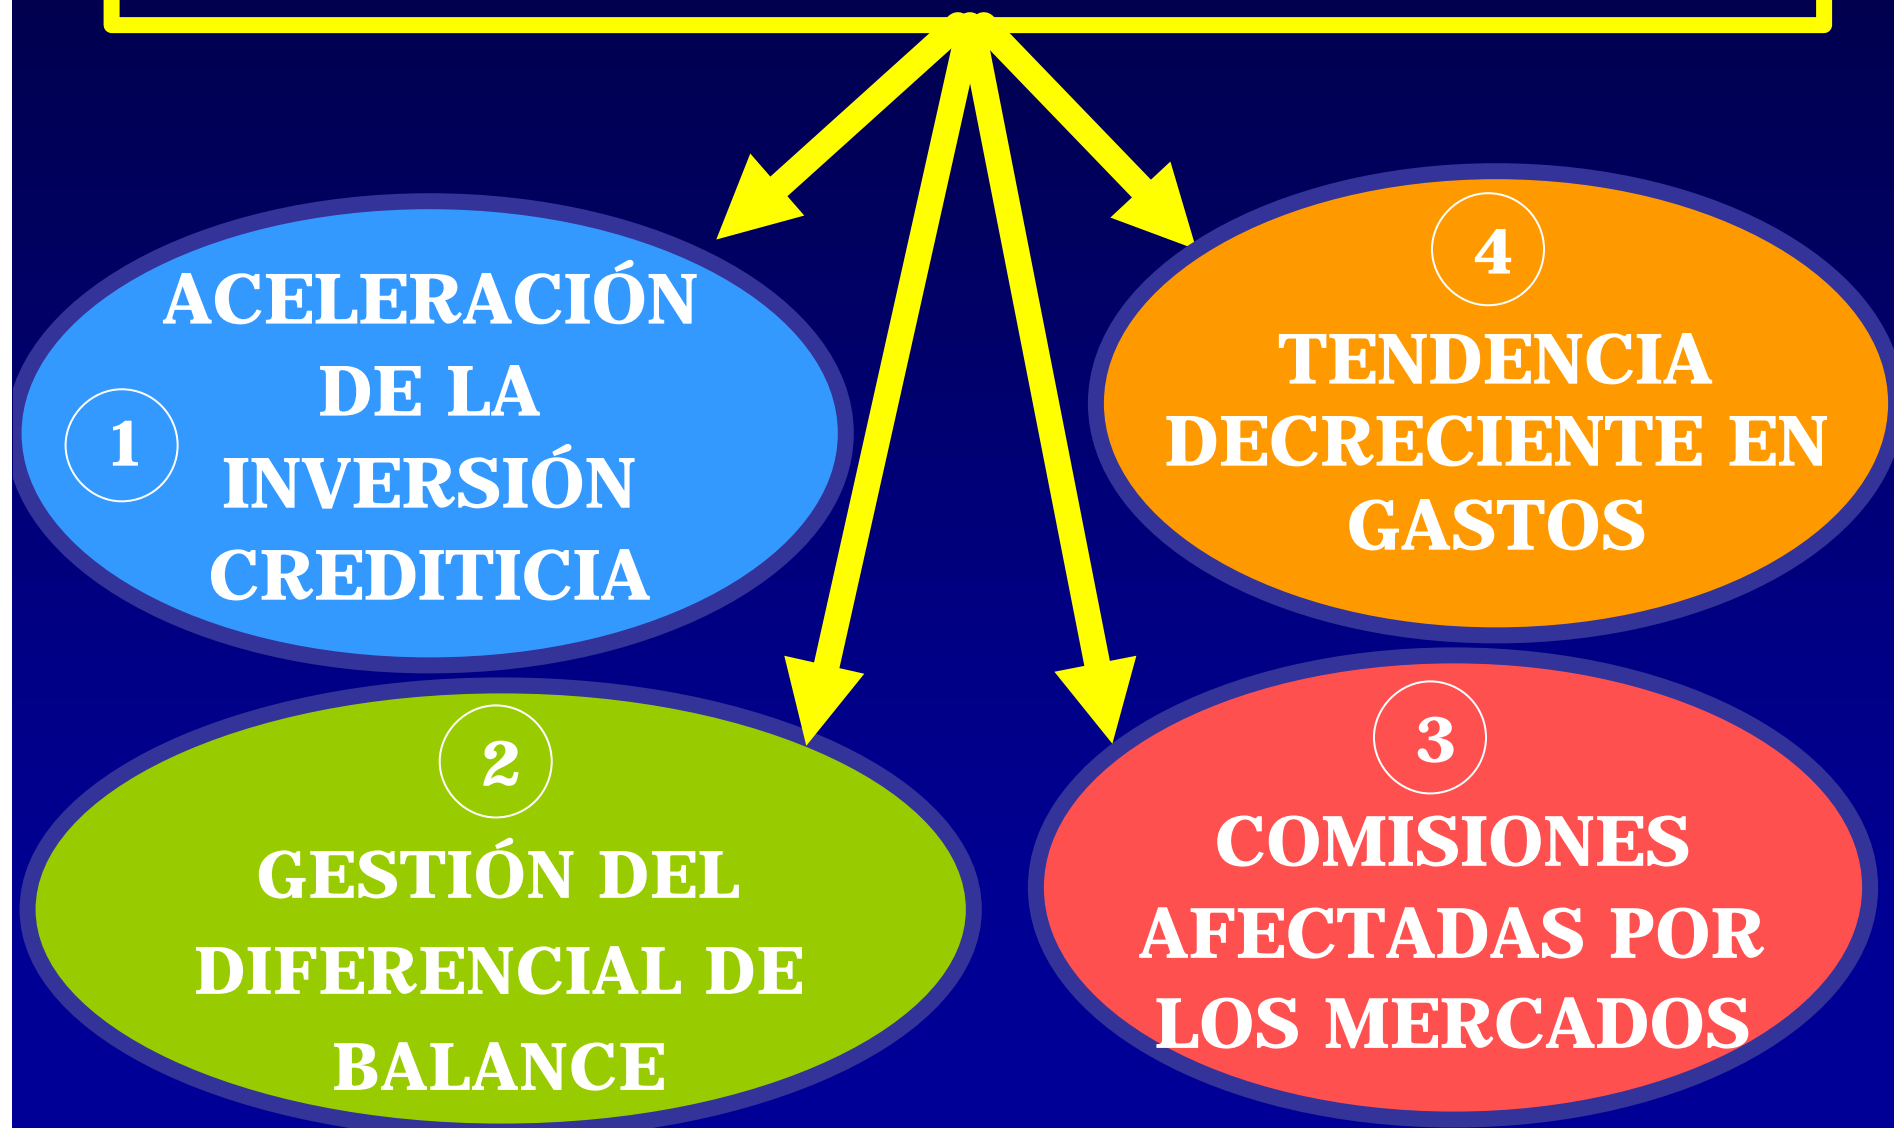 1
ACELERACIÓN
DE LA
INVERSIÓN
CREDITICIA
2
GESTIÓN DEL
DIFERENCIAL DE
BALANCE
3
COMISIONES
AFECTADAS POR
LOS MERCADOS
4
TENDENCIA
DECRECIENTE EN
GASTOS